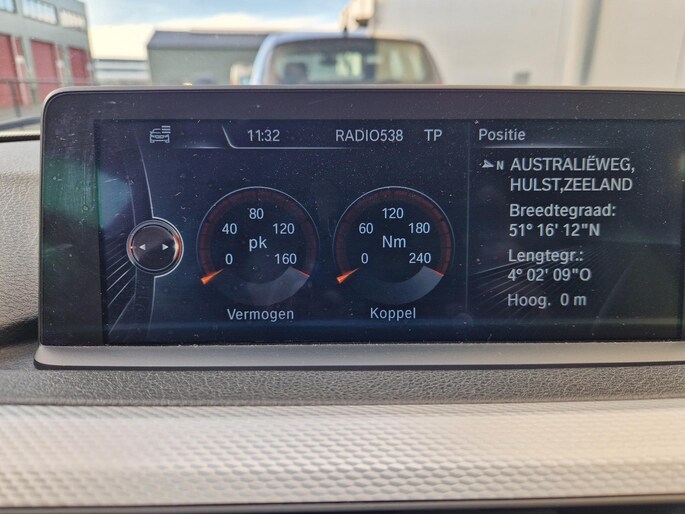 11:32 RADIO538 TP
80
40 120
pk
0 160
Vermogen
120
60 180
Nm
0 240
Koppel
Positie
N AUSTRALIËWEG,
HULST,ZEELAND
Breedtegraad:
51° 16' 12"N
Lengtegr.:
4° 02' 09"O
Hoog. 0 m